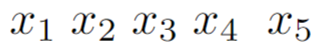 x₁ x₂ x₃ x₄ x₅